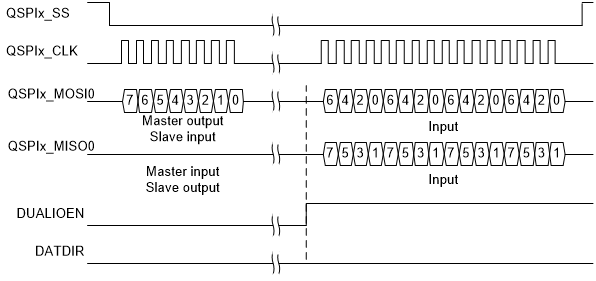 QSPIx_SS
QSPIx_CLK
QSPIx_MOSI0 7 6 5 4 3 2 1 0 6 4 2 0 6 4 2 0 6 4 2 0 6 4 2 0
Master output
Slave input
Input
QSPIx_MISO0 7 5 3 1 7 5 3 1 7 5 3 1 7 5 3 1
Master input
Slave output
Input
DUALIOEN
DATDIR